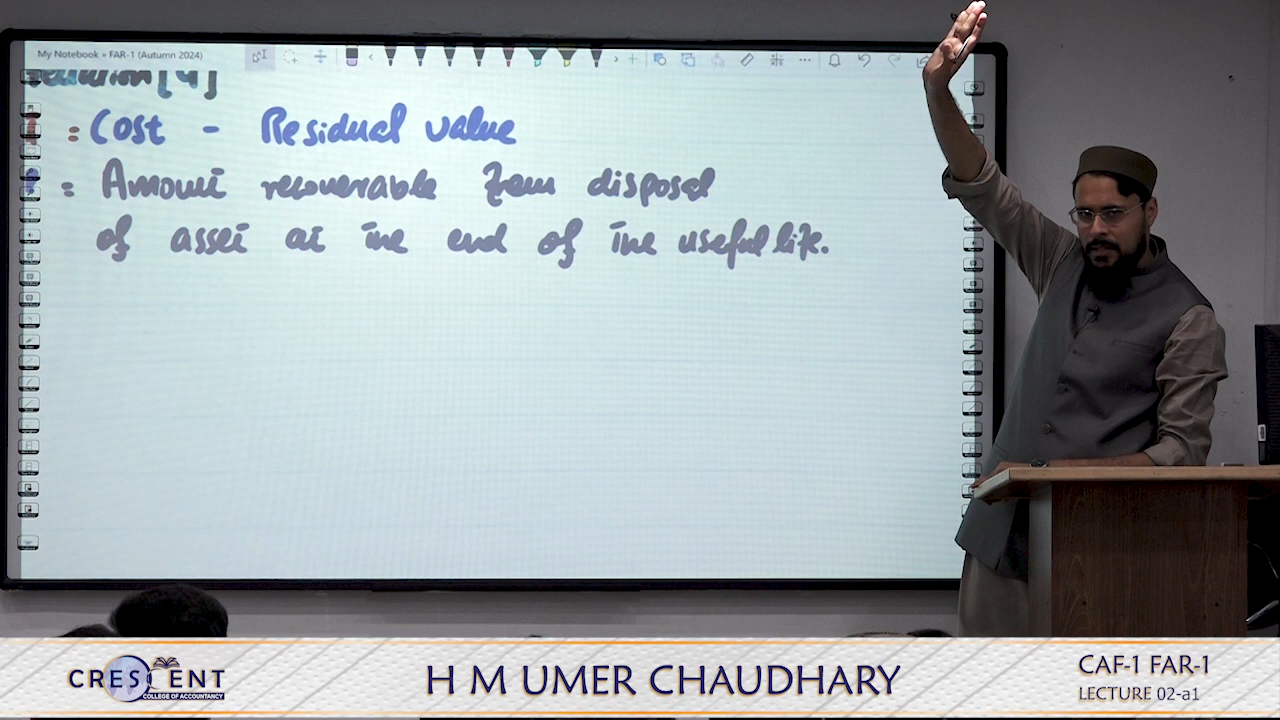 My Notebook » FAR-1 (Autumn 2024)
= Cost - Residual value
= Amount recoverable from disposal
of asset at the end of the useful life.
CRESCENT
COLLEGE OF ACCOUNTANCY
H M UMER CHAUDHARY
CAF-1 FAR-1
LECTURE 02-a1